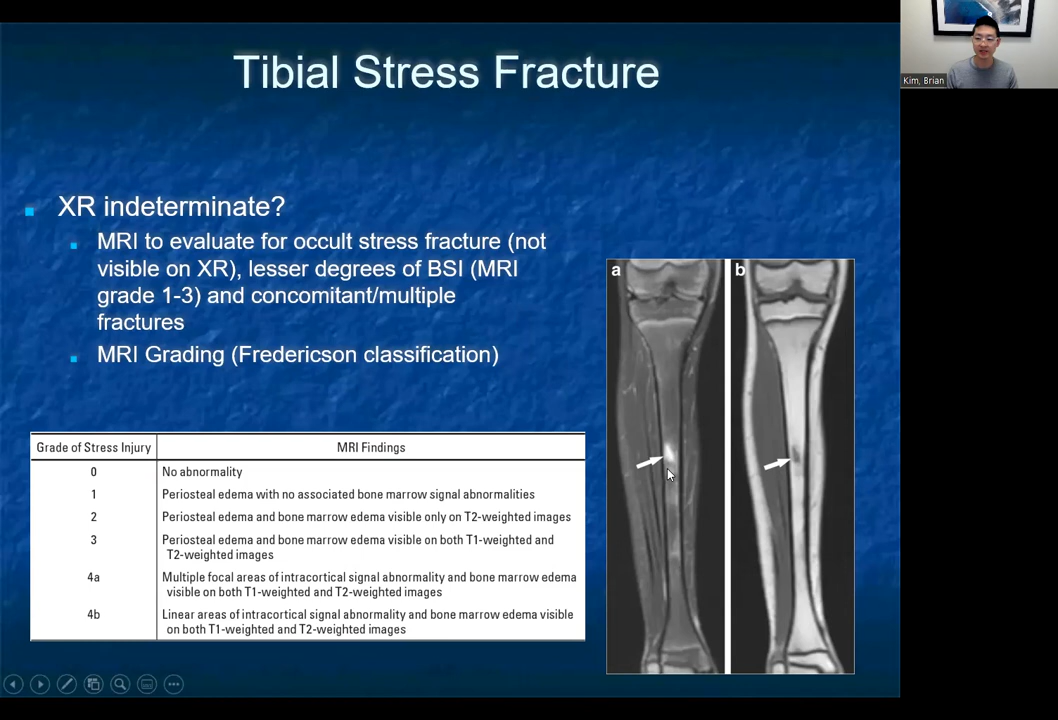 Tibial Stress Fracture
Kim, Brian
XR indeterminate?
MRI to evaluate for occult stress fracture (not
visible on XR), lesser degrees of BSI (MRI
grade 1-3) and concomitant/multiple
fractures
MRI Grading (Fredericson classification)
a
b
Grade of Stress Injury MRI Findings
0 No abnormality
1 Periosteal edema with no associated bone marrow signal abnormalities
2 Periosteal edema and bone marrow edema visible only on T2-weighted images
3 Periosteal edema and bone marrow edema visible on both T1-weighted and
T2-weighted images
4a Multiple focal areas of intracortical signal abnormality and bone marrow edema
visible on both T1-weighted and T2-weighted images
4b Linear areas of intracortical signal abnormality and bone marrow edema visible
on both T1-weighted and T2-weighted images